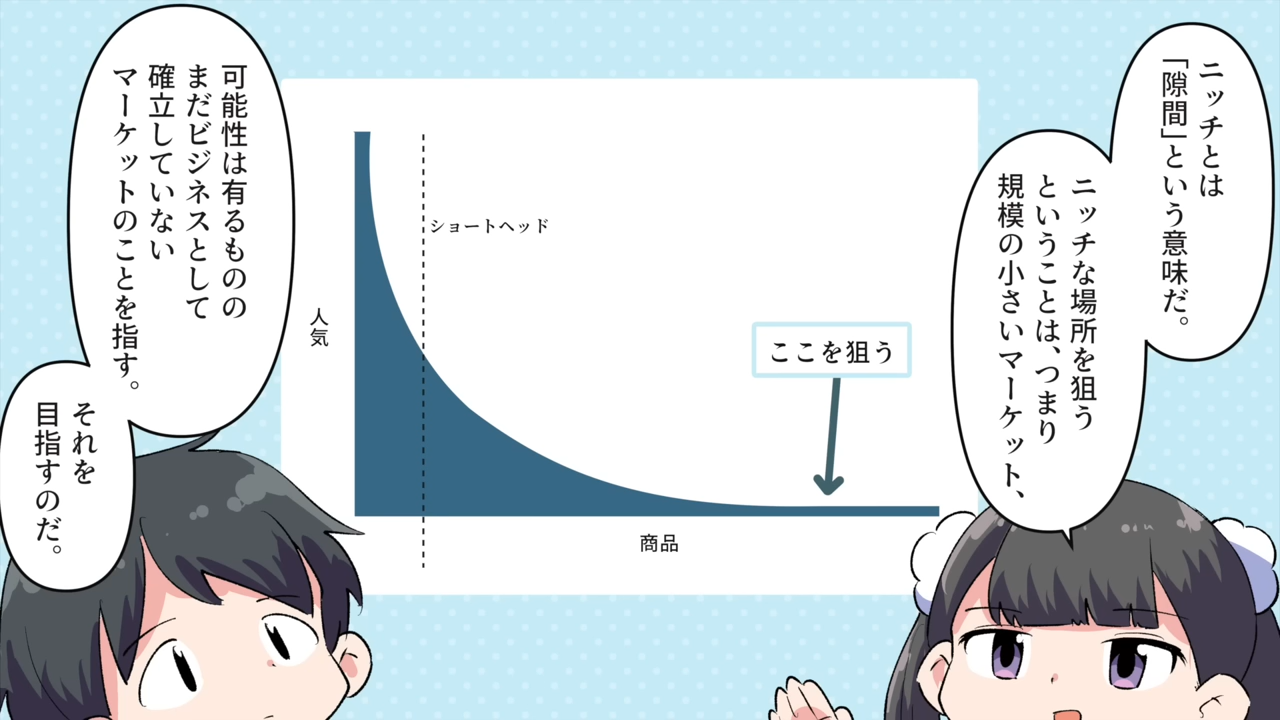 ニッチとは
「隙間」という意味だ。
ニッチな場所を狙う
ということは、つまり
規模の小さいマーケット、
可能性は有るものの
まだビジネスとして
確立していない
マーケットのことを指す。
それを
目指すのだ。
ショートヘッド
人気
ここを狙う
商品